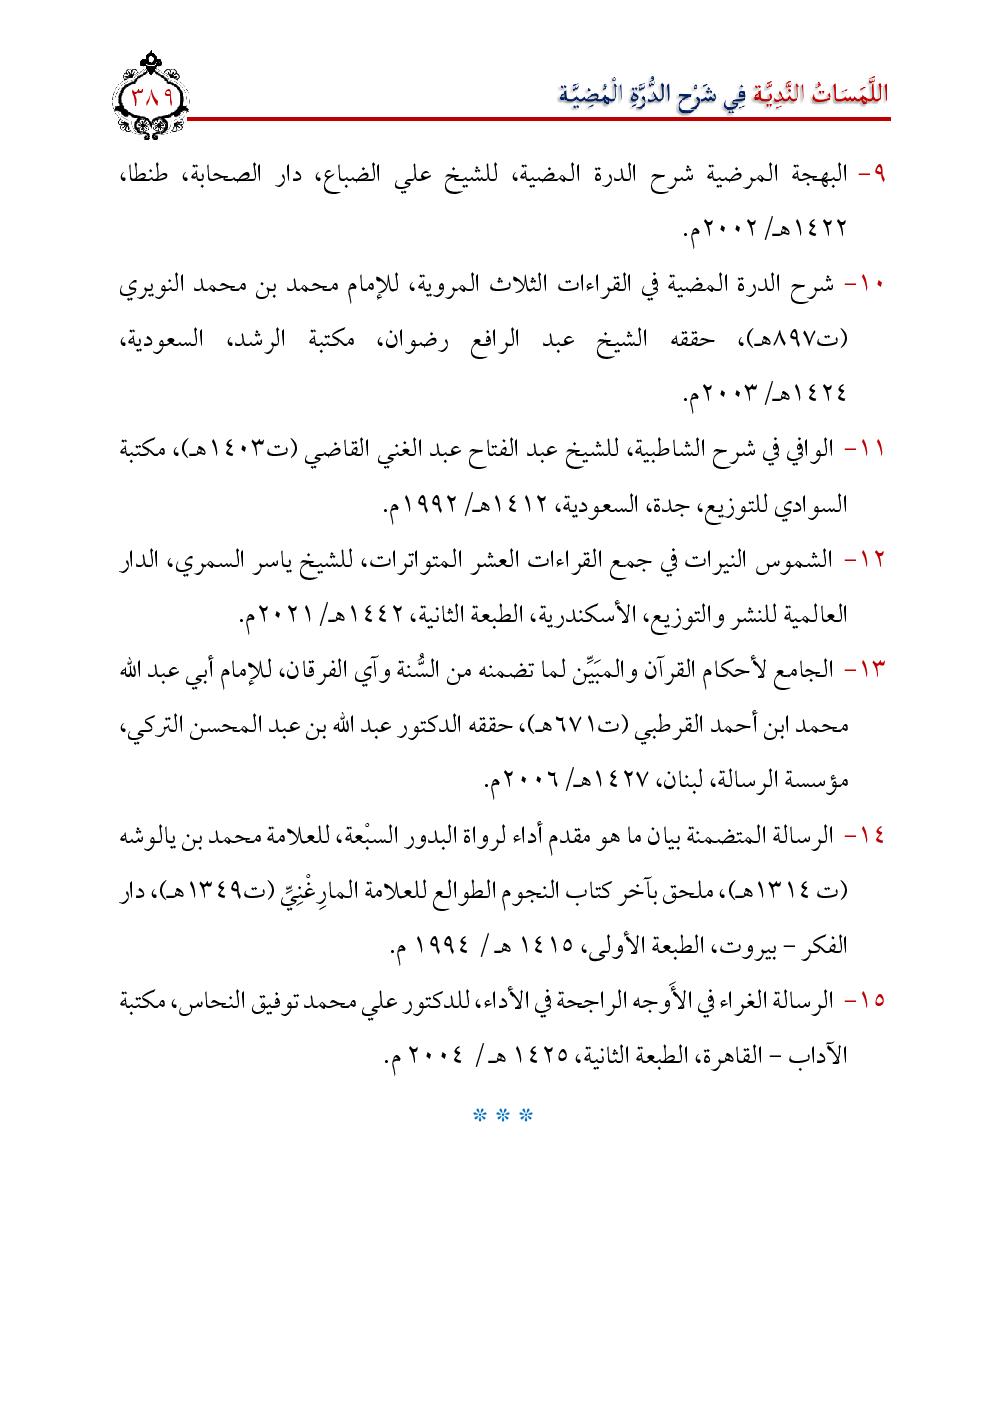 اللَّمَسَاتُ النَّدِيَّة فِي شَرْحِ الدُّرَّةِ الْمُضِيَّة
٣٨٩
٩- البهجة المرضية شرح الدرة المضية، للشيخ علي الضباع، دار الصحابة، طنطا،
١٤٢٢هـ/ ٢٠٠٢م.
١٠- شرح الدرة المضية في القراءات الثلاث المروية، للإمام محمد بن محمد النويري
(ت٨٩٧هـ)، حققه الشيخ عبد الرافع رضوان، مكتبة الرشد، السعودية،
١٤٢٤هـ/ ٢٠٠٣م.
١١- الوافي في شرح الشاطبية، للشيخ عبد الفتاح عبد الغني القاضي (ت١٤٠٣هـ)، مكتبة
السوادي للتوزيع، جدة، السعودية، ١٤١٢هـ/ ١٩٩٢م.
١٢- الشموس النيرات في جمع القراءات العشر المتواترات، للشيخ ياسر السمري، الدار
العالمية للنشر والتوزيع، الأسكندرية، الطبعة الثانية، ١٤٤٢هـ/ ٢٠٢١م.
١٣- الجامع لأحكام القرآن والمبَيِّن لما تضمنه من السُّنة وآي الفرقان، للإمام أبي عبد الله
محمد ابن أحمد القرطبي (ت٦٧١هـ)، حققه الدكتور عبد الله بن عبد المحسن التركي،
مؤسسة الرسالة، لبنان، ١٤٢٧هـ/ ٢٠٠٦م.
١٤- الرسالة المتضمنة بيان ما هو مقدم أداء لرواة البدور السبْعة، للعلامة محمد بن يالوشه
(ت ١٣١٤هـ)، ملحق بآخر كتاب النجوم الطوالع للعلامة المارِغْنِيِّ (ت١٣٤٩هـ)، دار
الفكر – بيروت، الطبعة الأولى، ١٤١٥ هـ / ١٩٩٤ م.
١٥- الرسالة الغراء في الأَوجه الراجحة في الأداء، للدكتور علي محمد توفيق النحاس، مكتبة
الآداب – القاهرة، الطبعة الثانية، ١٤٢٥ هـ / ٢٠٠٤ م.
* * *